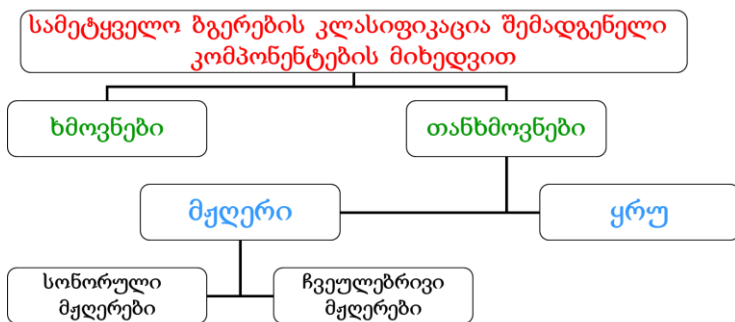 სამეტყველო ბგერების კლასიფიკაცია შემადგენელი
კომპონენტების მიხედვით
ხმოვნები
თანხმოვნები
მჟღერი
ყრუ
სონორული
მჟღერები
ჩვეულებრივი
მჟღერები